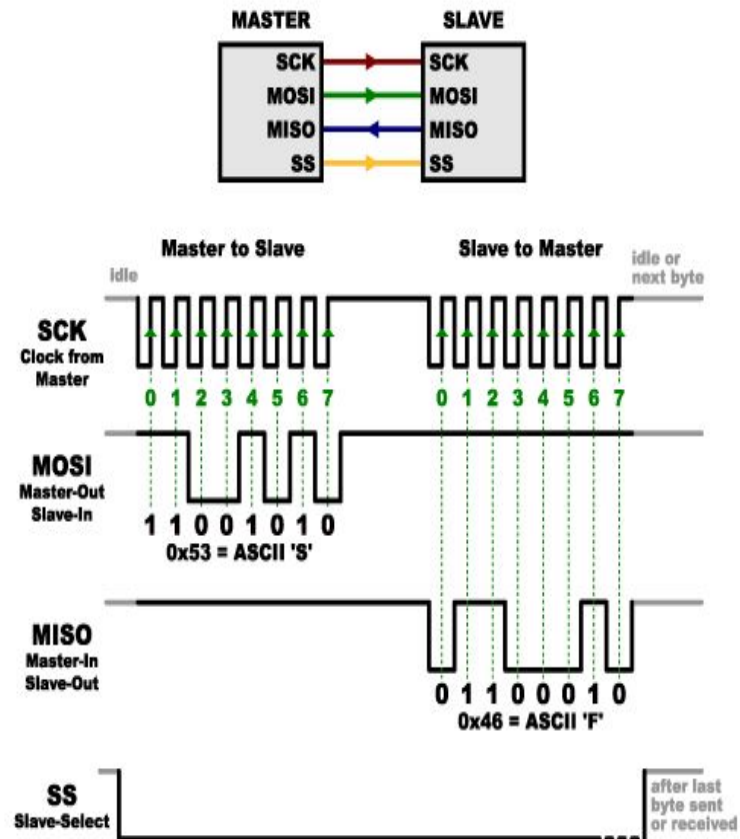 MASTER SLAVE
SCK SCK
MOSI MOSI
MISO MISO
SS SS
Master to Slave Slave to Master
idle
idle or
next byte
SCK
Clock from
Master
0 1 2 3 4 5 6 7 0 1 2 3 4 5 6 7
MOSI
Master-Out
Slave-In
1 1 0 0 1 0 1 0
0x53 = ASCII 'S'
MISO
Master-In
Slave-Out
0 1 1 0 0 0 1 0
0x46 = ASCII 'F'
SS
Slave-Select
after last
byte sent
or received